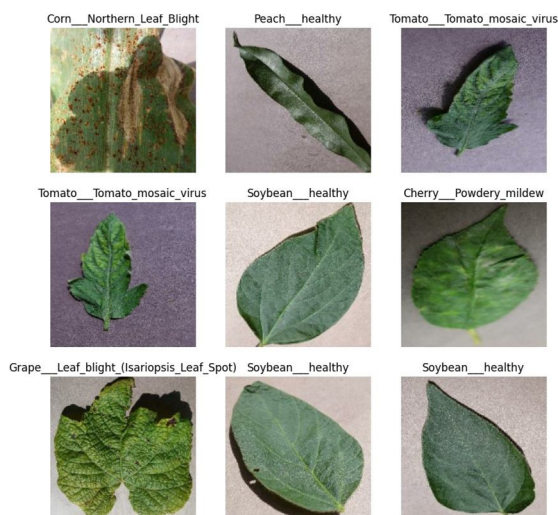 Corn___Northern_Leaf_Blight
Peach___healthy
Tomato___Tomato_mosaic_virus
Tomato___Tomato_mosaic_virus
Soybean___healthy
Cherry___Powdery_mildew
Grape___Leaf_blight_(Isariopsis_Leaf_Spot)
Soybean___healthy
Soybean___healthy